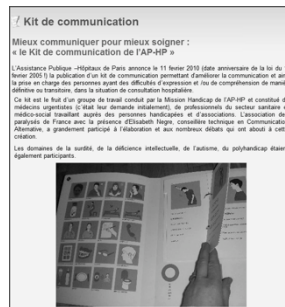 Kit de communication
Mieux communiquer pour mieux soigner :
« le Kit de communication de l'AP-HP »
L'Assistance Publique –Hôpitaux de Paris annonce le 11 février 2010 (date anniversaire de la loi du
fevrier 2005 !) la publication d'un kit de communication permettant d'améliorer la communication et ain
la prise en charge des personnes ayant des difficultés d'expression et /ou de compréhension de maniè
définitive ou transitoire, dans la situation de consultation hospitalière.
Ce kit est le fruit d'un groupe de travail conduit par la Mission Handicap de l'AP-HP et constitué d
médecins urgentistes (c'était leur demande initialement), de professionnels du secteur sanitaire
médico-social travaillant auprès des personnes handicapées et d'associations. L'association de
paralysés de France avec la présence d'Elisabeth Negre, conseillère technique en Communicatio
Alternative, a grandement participé à l'élaboration et aux nombreux débats qui ont abouti à cett
création.
Les domaines de la surdité, de la déficience intellectuelle, de l'autisme, du polyhandicap étaien
également participants.